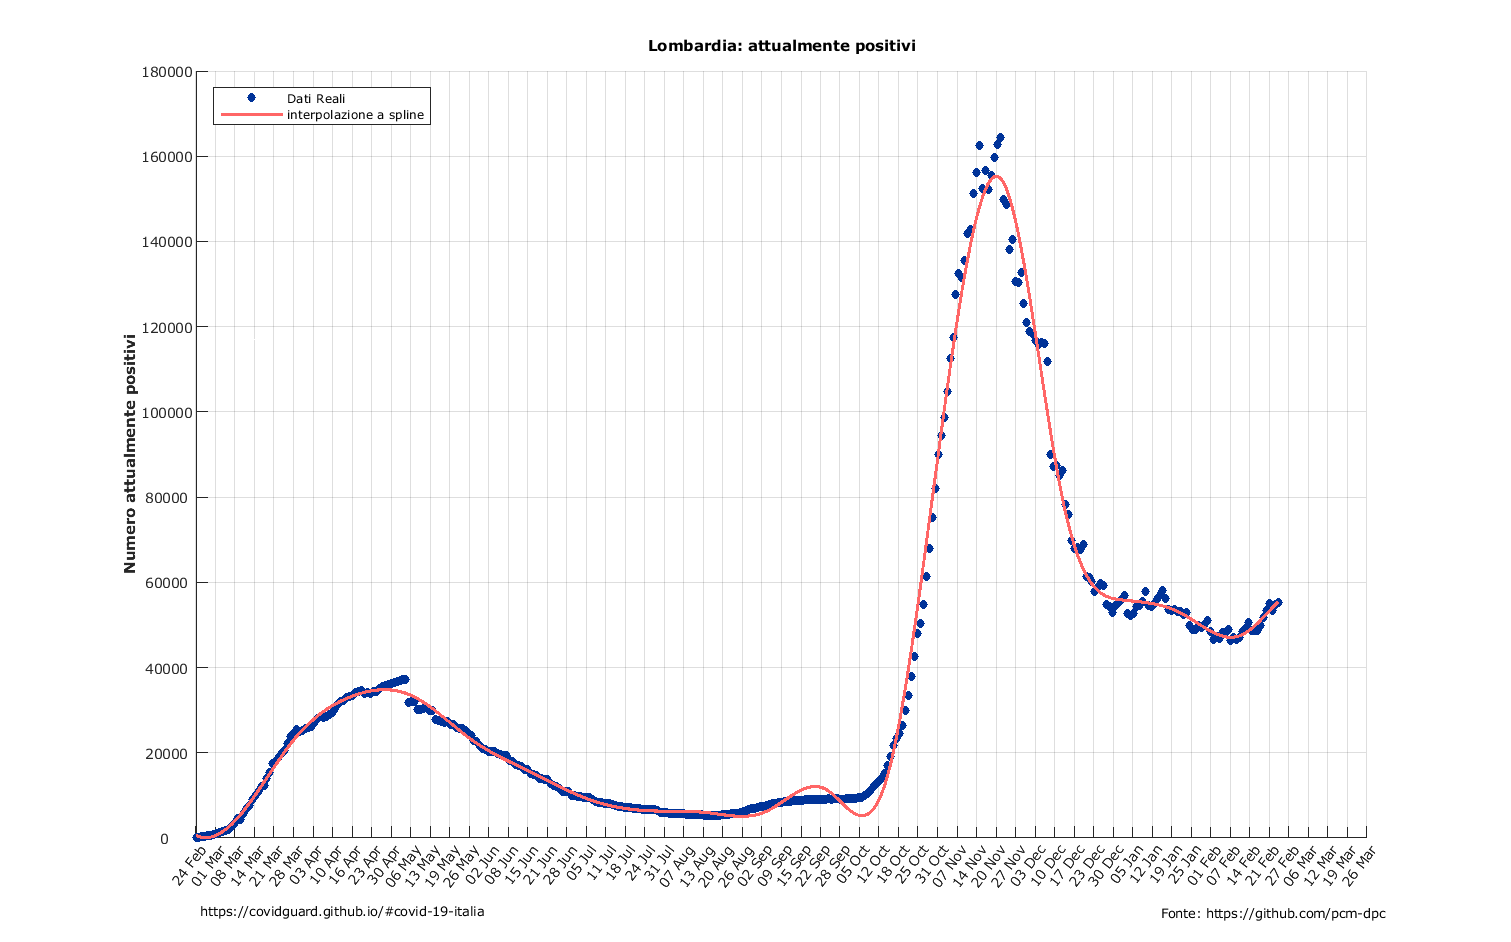 Lombardia: attualmente positivi
180000
160000
140000
120000
100000
80000
60000
40000
20000
0
Numero attualmente positivi
Dati Reali
interpolazione a spline
24 Feb
01 Mar
08 Mar
14 Mar
21 Mar
28 Mar
03 Apr
10 Apr
16 Apr
23 Apr
30 Apr
06 May
13 May
19 May
26 May
02 Jun
08 Jun
15 Jun
21 Jun
28 Jun
05 Jul
11 Jul
18 Jul
24 Jul
31 Jul
07 Aug
13 Aug
20 Aug
26 Aug
02 Sep
09 Sep
15 Sep
22 Sep
28 Sep
05 Oct
12 Oct
18 Oct
25 Oct
31 Oct
07 Nov
14 Nov
20 Nov
27 Nov
03 Dec
10 Dec
17 Dec
23 Dec
30 Dec
05 Jan
12 Jan
19 Jan
25 Jan
01 Feb
07 Feb
14 Feb
21 Feb
27 Feb
06 Mar
12 Mar
19 Mar
26 Mar
https://covidguard.github.io/#covid-19-italia
Fonte: https://github.com/pcm-dpc